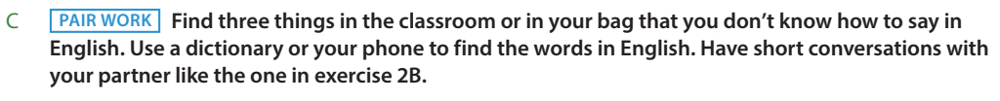 C PAIR WORK Find three things in the classroom or in your bag that you don’t know how to say in
English. Use a dictionary or your phone to find the words in English. Have short conversations with
your partner like the one in exercise 2B.